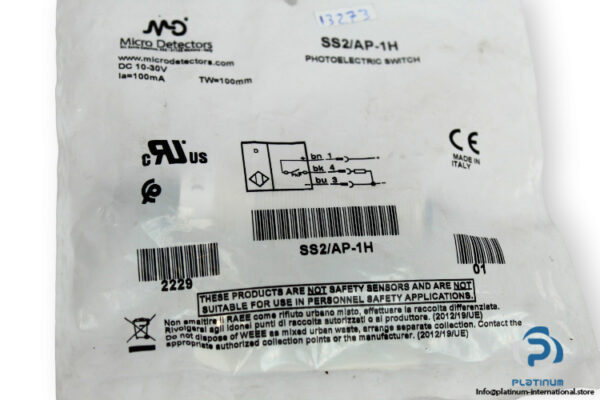 13273
MD
Micro Detectors
www.microdetectors.com
DC 10-30V
Ia=100mA TW=100mm
SS2/AP-1H
PHOTOELECTRIC SWITCH
c RU US
+ bn 1
PNP bk 4
- bu 3
CE
MADE IN
ITALY
SS2/AP-1H
2229
01
THESE PRODUCTS ARE NOT SAFETY SENSORS AND ARE NOT
SUITABLE FOR USE IN PERSONNEL SAFETY APPLICATIONS.
Non smaltire il RAEE come rifiuto urbano misto, effettuare la raccolta differenziata.
Rivolgersi agli idonei punti di raccolta autorizzati o al produttore. (2012/19/UE)
Do not dispose of WEEE as mixed urban waste, arrange separate collection. Contact the
appropriate authorized collection points or the manufacturer. (2012/19/UE)
PLATINUM
Info@platinum-international.store